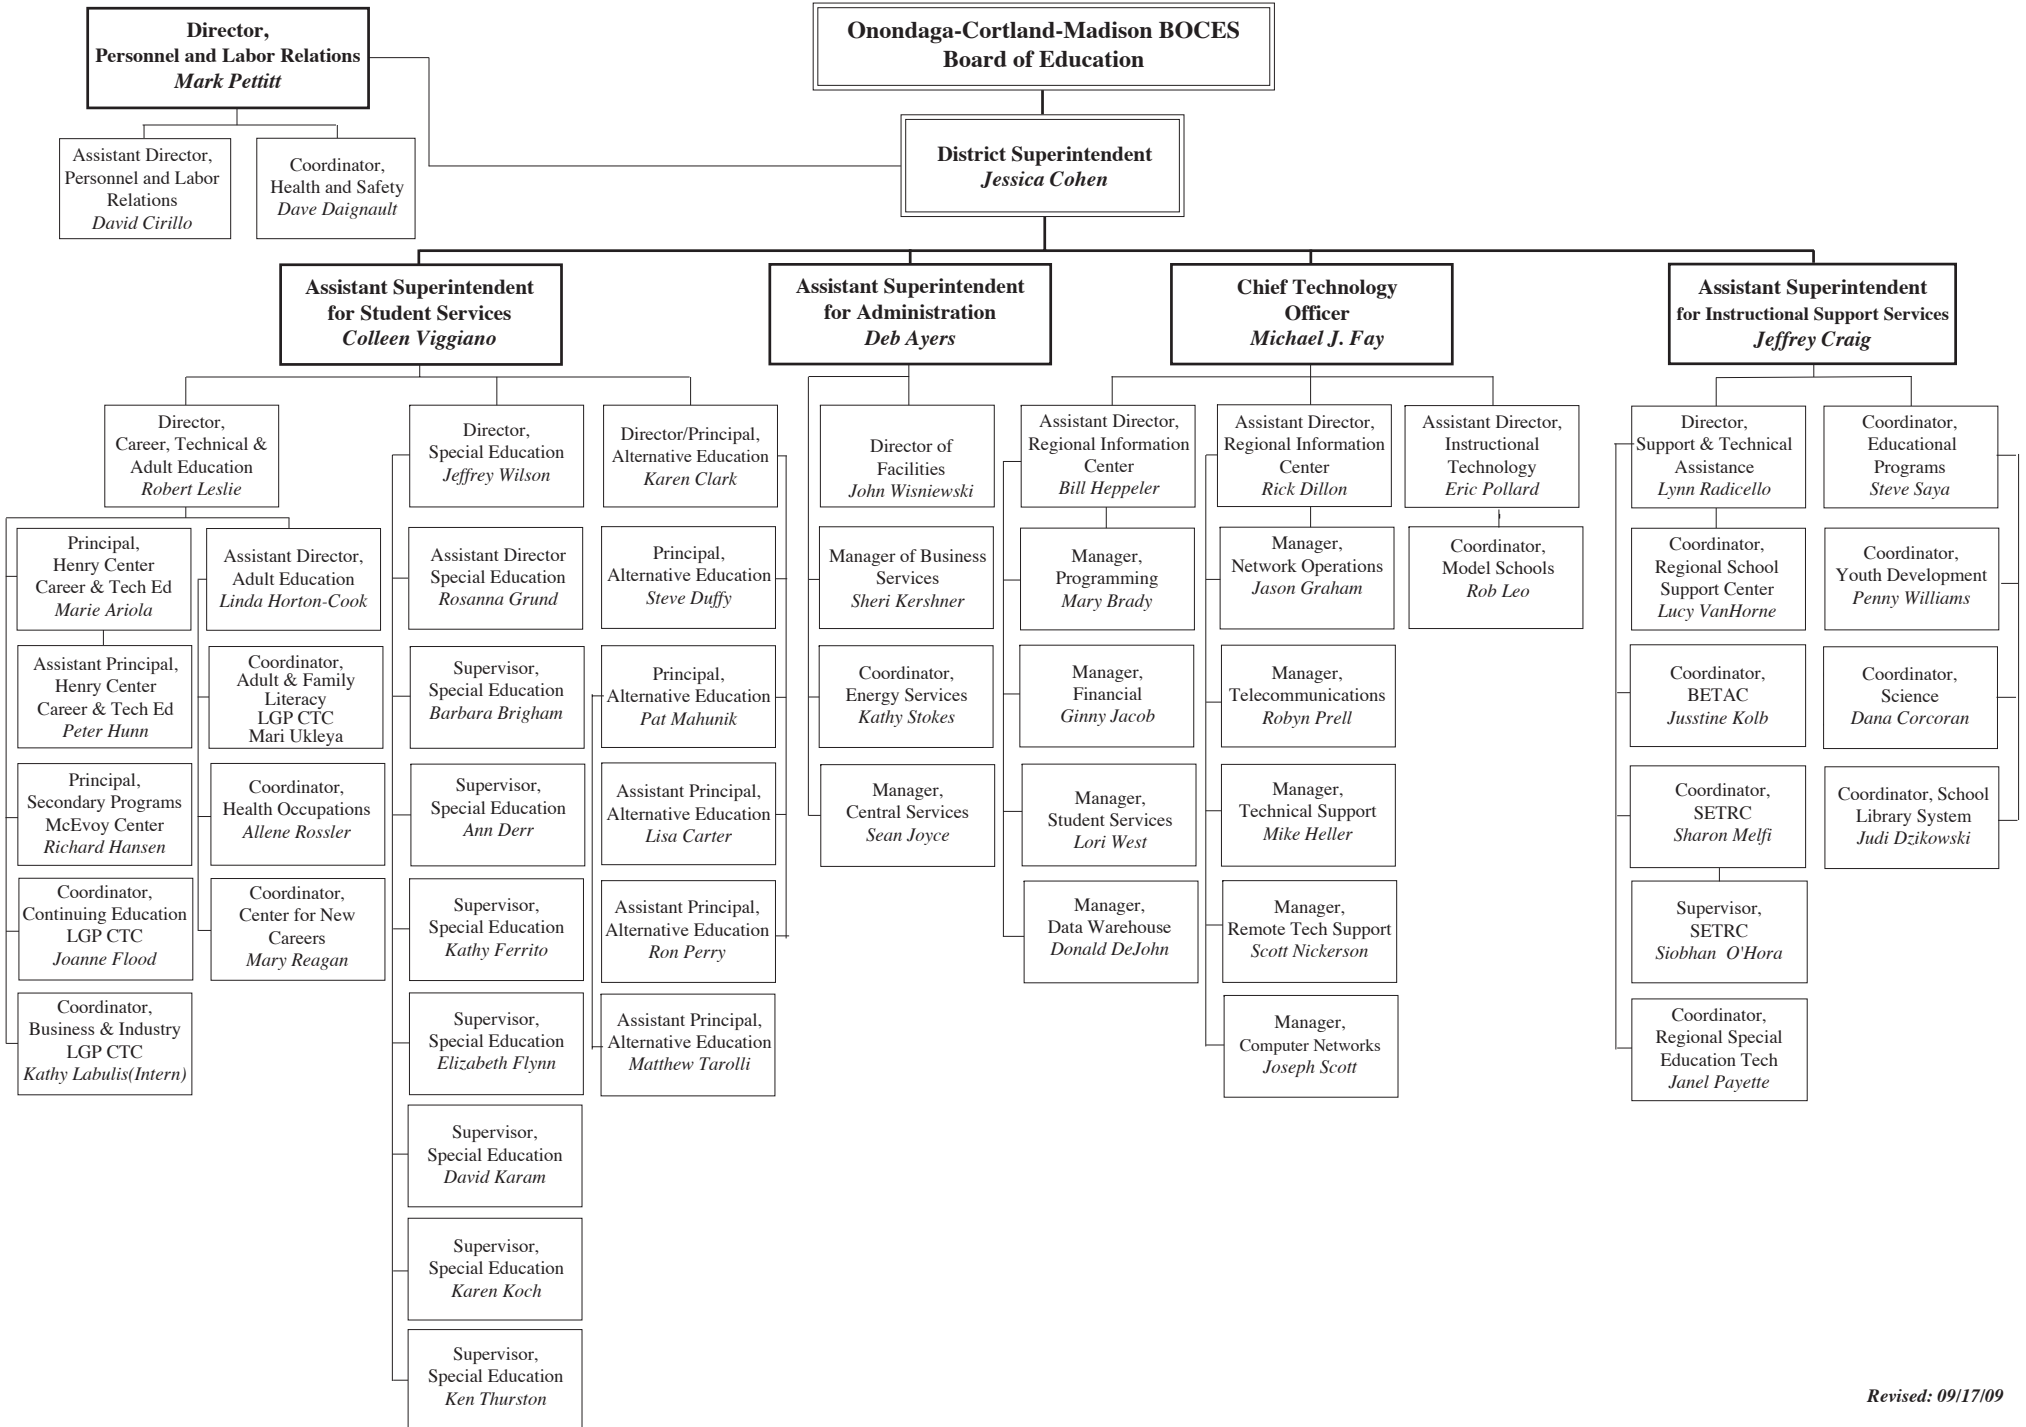 Director,
Personnel and Labor Relations
Mark Pettitt
Onondaga-Cortland-Madison BOCES
Board of Education
Assistant Director,
Personnel and Labor
Relations
David Cirillo
Coordinator,
Health and Safety
Dave Daignault
District Superintendent
Jessica Cohen
Assistant Superintendent
for Student Services
Colleen Viggiano
Assistant Superintendent
for Administration
Deb Ayers
Chief Technology
Officer
Michael J. Fay
Assistant Superintendent
for Instructional Support Services
Jeffrey Craig
Director,
Career, Technical &
Adult Education
Robert Leslie
Director,
Special Education
Jeffrey Wilson
Director/Principal,
Alternative Education
Karen Clark
Director of
Facilities
John Wisniewski
Assistant Director,
Regional Information
Center
Bill Heppeler
Assistant Director,
Regional Information
Center
Rick Dillon
Assistant Director,
Instructional
Technology
Eric Pollard
Director,
Support & Technical
Assistance
Lynn Radicello
Coordinator,
Educational
Programs
Steve Saya
Principal,
Henry Center
Career & Tech Ed
Marie Ariola
Assistant Director,
Adult Education
Linda Horton-Cook
Assistant Director
Special Education
Rosanna Grund
Principal,
Alternative Education
Steve Duffy
Manager of Business
Services
Sheri Kershner
Manager,
Programming
Mary Brady
Manager,
Network Operations
Jason Graham
Coordinator,
Model Schools
Rob Leo
Coordinator,
Regional School
Support Center
Lucy VanHorne
Coordinator,
Youth Development
Penny Williams
Assistant Principal,
Henry Center
Career & Tech Ed
Peter Hunn
Coordinator,
Adult & Family
Literacy
LGP CTC
Mari Ukleya
Supervisor,
Special Education
Barbara Brigham
Principal,
Alternative Education
Pat Mahunik
Coordinator,
Energy Services
Kathy Stokes
Manager,
Financial
Ginny Jacob
Manager,
Telecommunications
Robyn Prell
Coordinator,
BETAC
Jusstine Kolb
Coordinator,
Science
Dana Corcoran
Principal,
Secondary Programs
McEvoy Center
Richard Hansen
Coordinator,
Health Occupations
Allene Rossler
Supervisor,
Special Education
Ann Derr
Assistant Principal,
Alternative Education
Lisa Carter
Manager,
Central Services
Sean Joyce
Manager,
Student Services
Lori West
Manager,
Technical Support
Mike Heller
Coordinator,
SETRC
Sharon Melfi
Coordinator, School
Library System
Judi Dzikowski
Coordinator,
Continuing Education
LGP CTC
Joanne Flood
Coordinator,
Center for New
Careers
Mary Reagan
Supervisor,
Special Education
Kathy Ferrito
Assistant Principal,
Alternative Education
Ron Perry
Manager,
Data Warehouse
Donald DeJohn
Manager,
Remote Tech Support
Scott Nickerson
Supervisor,
SETRC
Siobhan O'Hora
Coordinator,
Business & Industry
LGP CTC
Kathy Labulis(Intern)
Supervisor,
Special Education
Elizabeth Flynn
Assistant Principal,
Alternative Education
Matthew Tarolli
Manager,
Computer Networks
Joseph Scott
Coordinator,
Regional Special
Education Tech
Janel Payette
Supervisor,
Special Education
David Karam
Supervisor,
Special Education
Karen Koch
Supervisor,
Special Education
Ken Thurston
Revised: 09/17/09